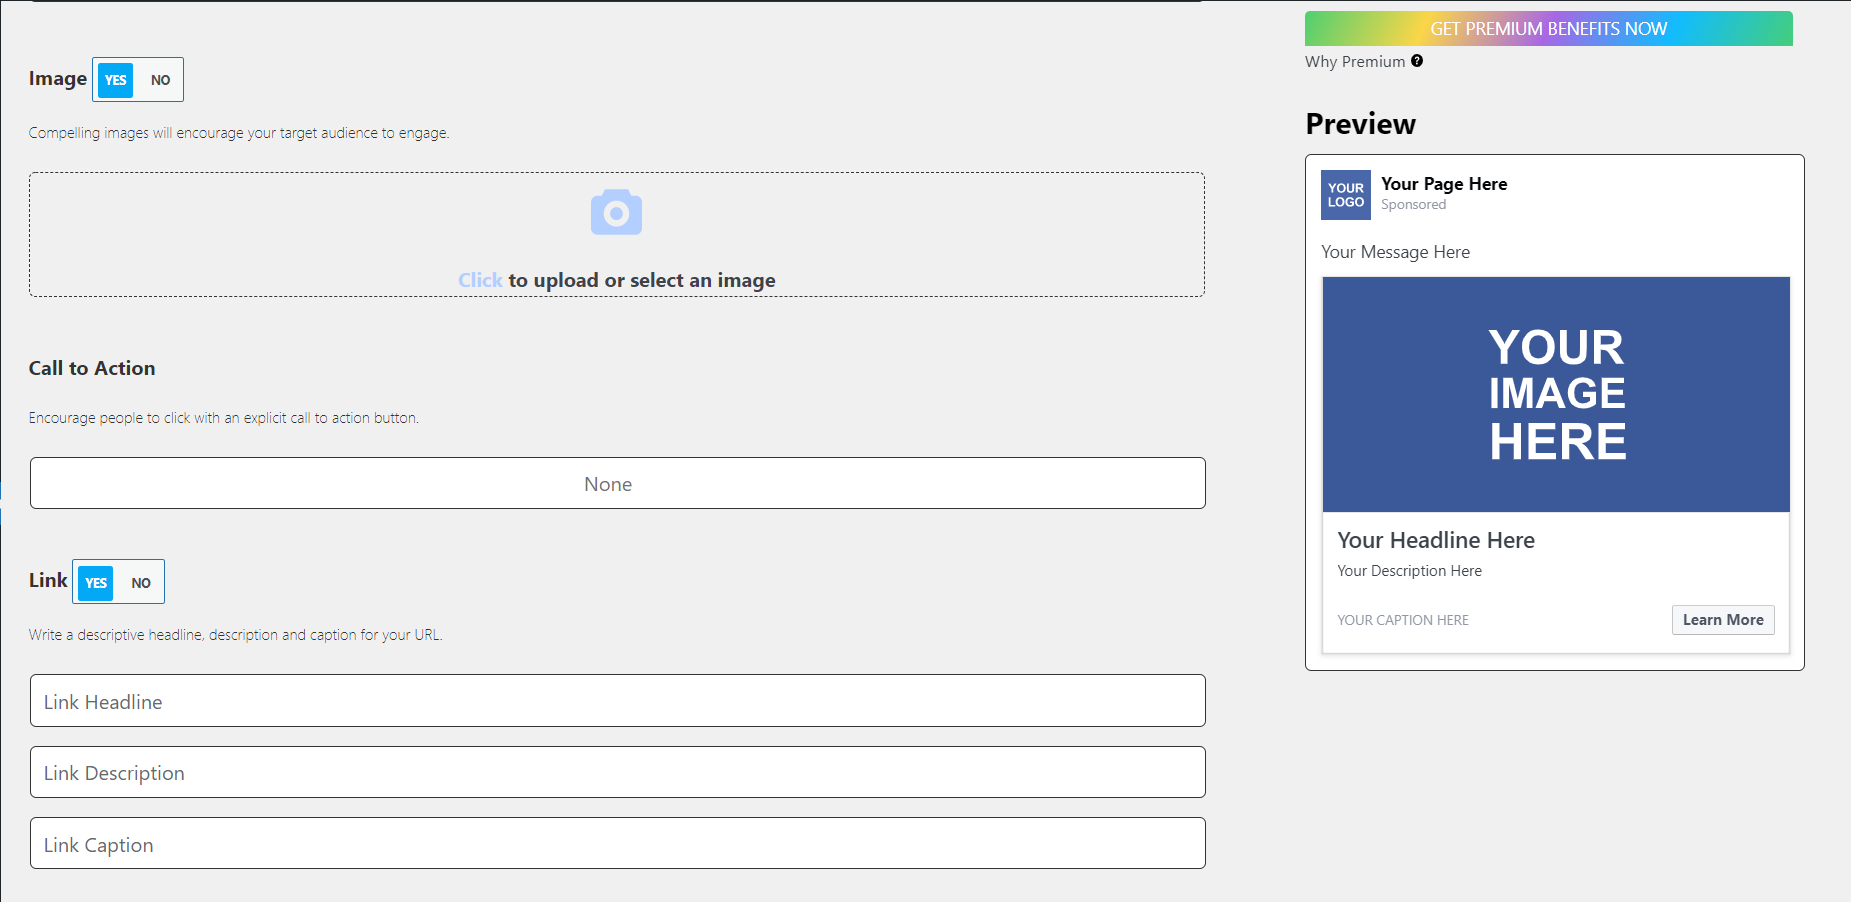 Image YES NO
Compelling images will encourage your target audience to engage.
Click to upload or select an image
Call to Action
Encourage people to click with an explicit call to action button.
None
Link YES NO
Write a descriptive headline, description and caption for your URL.
Link Headline
Link Description
Link Caption
GET PREMIUM BENEFITS NOW
Why Premium ?
Preview
YOUR
LOGO
Your Page Here
Sponsored
Your Message Here
YOUR
IMAGE
HERE
Your Headline Here
Your Description Here
YOUR CAPTION HERE Learn More